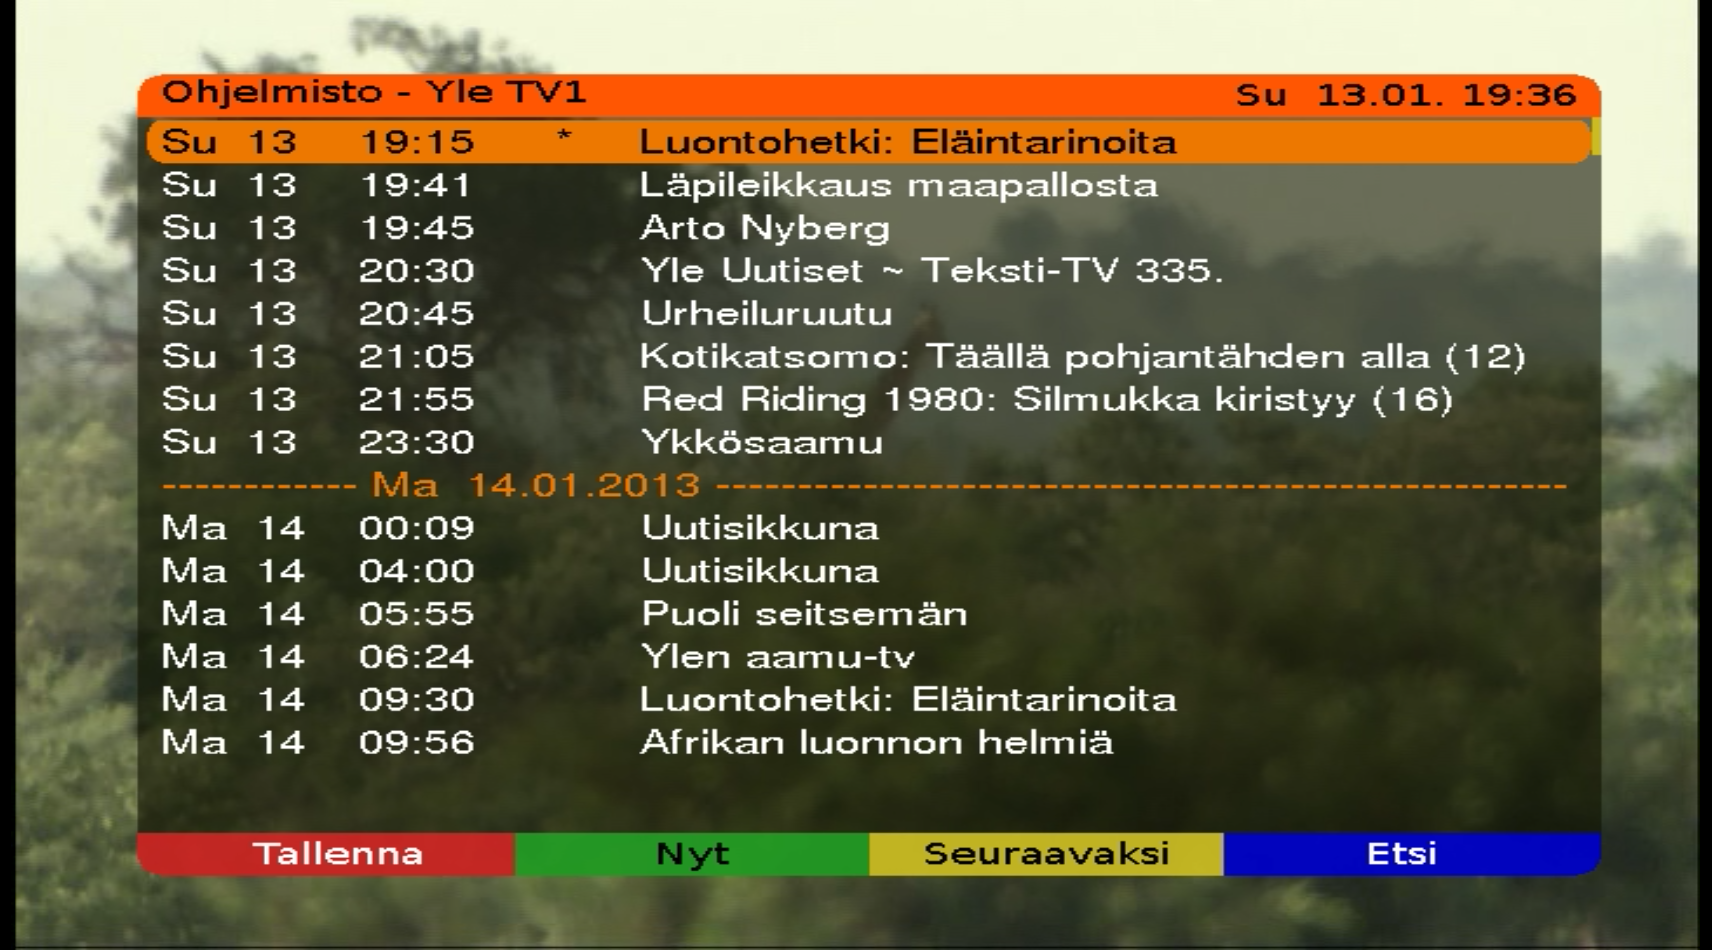 Ohjelmisto - Yle TV1 Su 13.01. 19:36
Su 13 19:15 * Luontohetki: Eläintarinoita
Su 13 19:41 Läpileikkaus maapallosta
Su 13 19:45 Arto Nyberg
Su 13 20:30 Yle Uutiset ~ Teksti-TV 335.
Su 13 20:45 Urheiluruutu
Su 13 21:05 Kotikatsomo: Täällä pohjantähden alla (12)
Su 13 21:55 Red Riding 1980: Silmukka kiristyy (16)
Su 13 23:30 Ykkösaamu
------------ Ma 14.01.2013 ----------------------------------------------------
Ma 14 00:09 Uutisikkuna
Ma 14 04:00 Uutisikkuna
Ma 14 05:55 Puoli seitsemän
Ma 14 06:24 Ylen aamu-tv
Ma 14 09:30 Luontohetki: Eläintarinoita
Ma 14 09:56 Afrikan luonnon helmiä
Tallenna Nyt Seuraavaksi Etsi